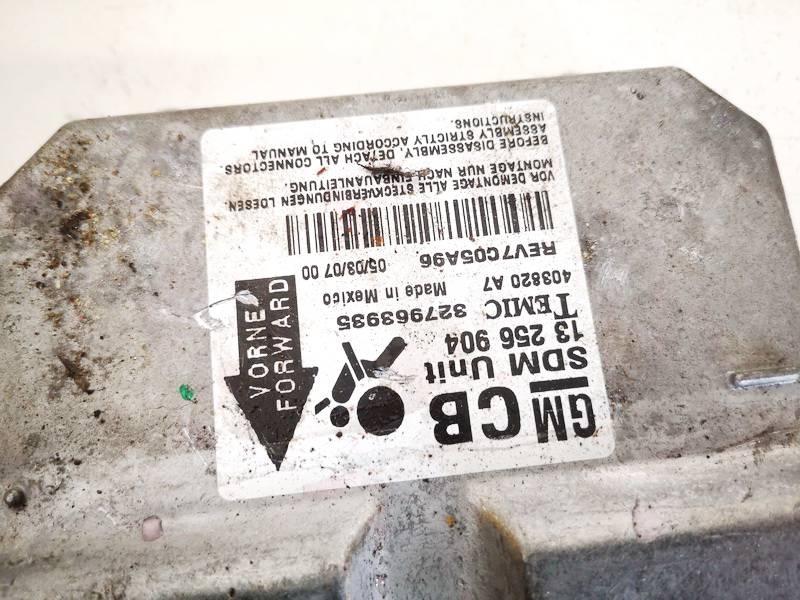 GM CB
SDM Unit
13 256 904
TEMIC 327963935
403820 A7 Made in Mexico
REV7C05A96 05/03/07 00
VORNE
FORWARD
VOR DEMONTAGE ALLE STECKVERBINDUNGEN LOESEN
MONTAGE NUR NACH EINBAUANLEITUNG.
BEFORE DISASSEMBLY, DETACH ALL CONNECTORS.
ASSEMBLY STRICTLY ACCORDING TO MANUAL
INSTRUCTIONS.